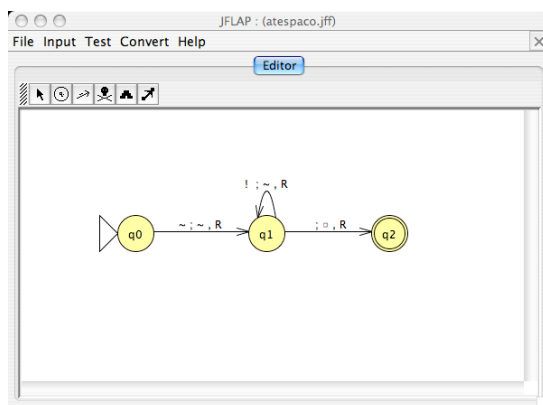 JFLAP : (atespaco.jff)
File Input Test Convert Help
Editor
! ; ~ , R
~ ; ~ , R
; □ , R
q0
q1
q2